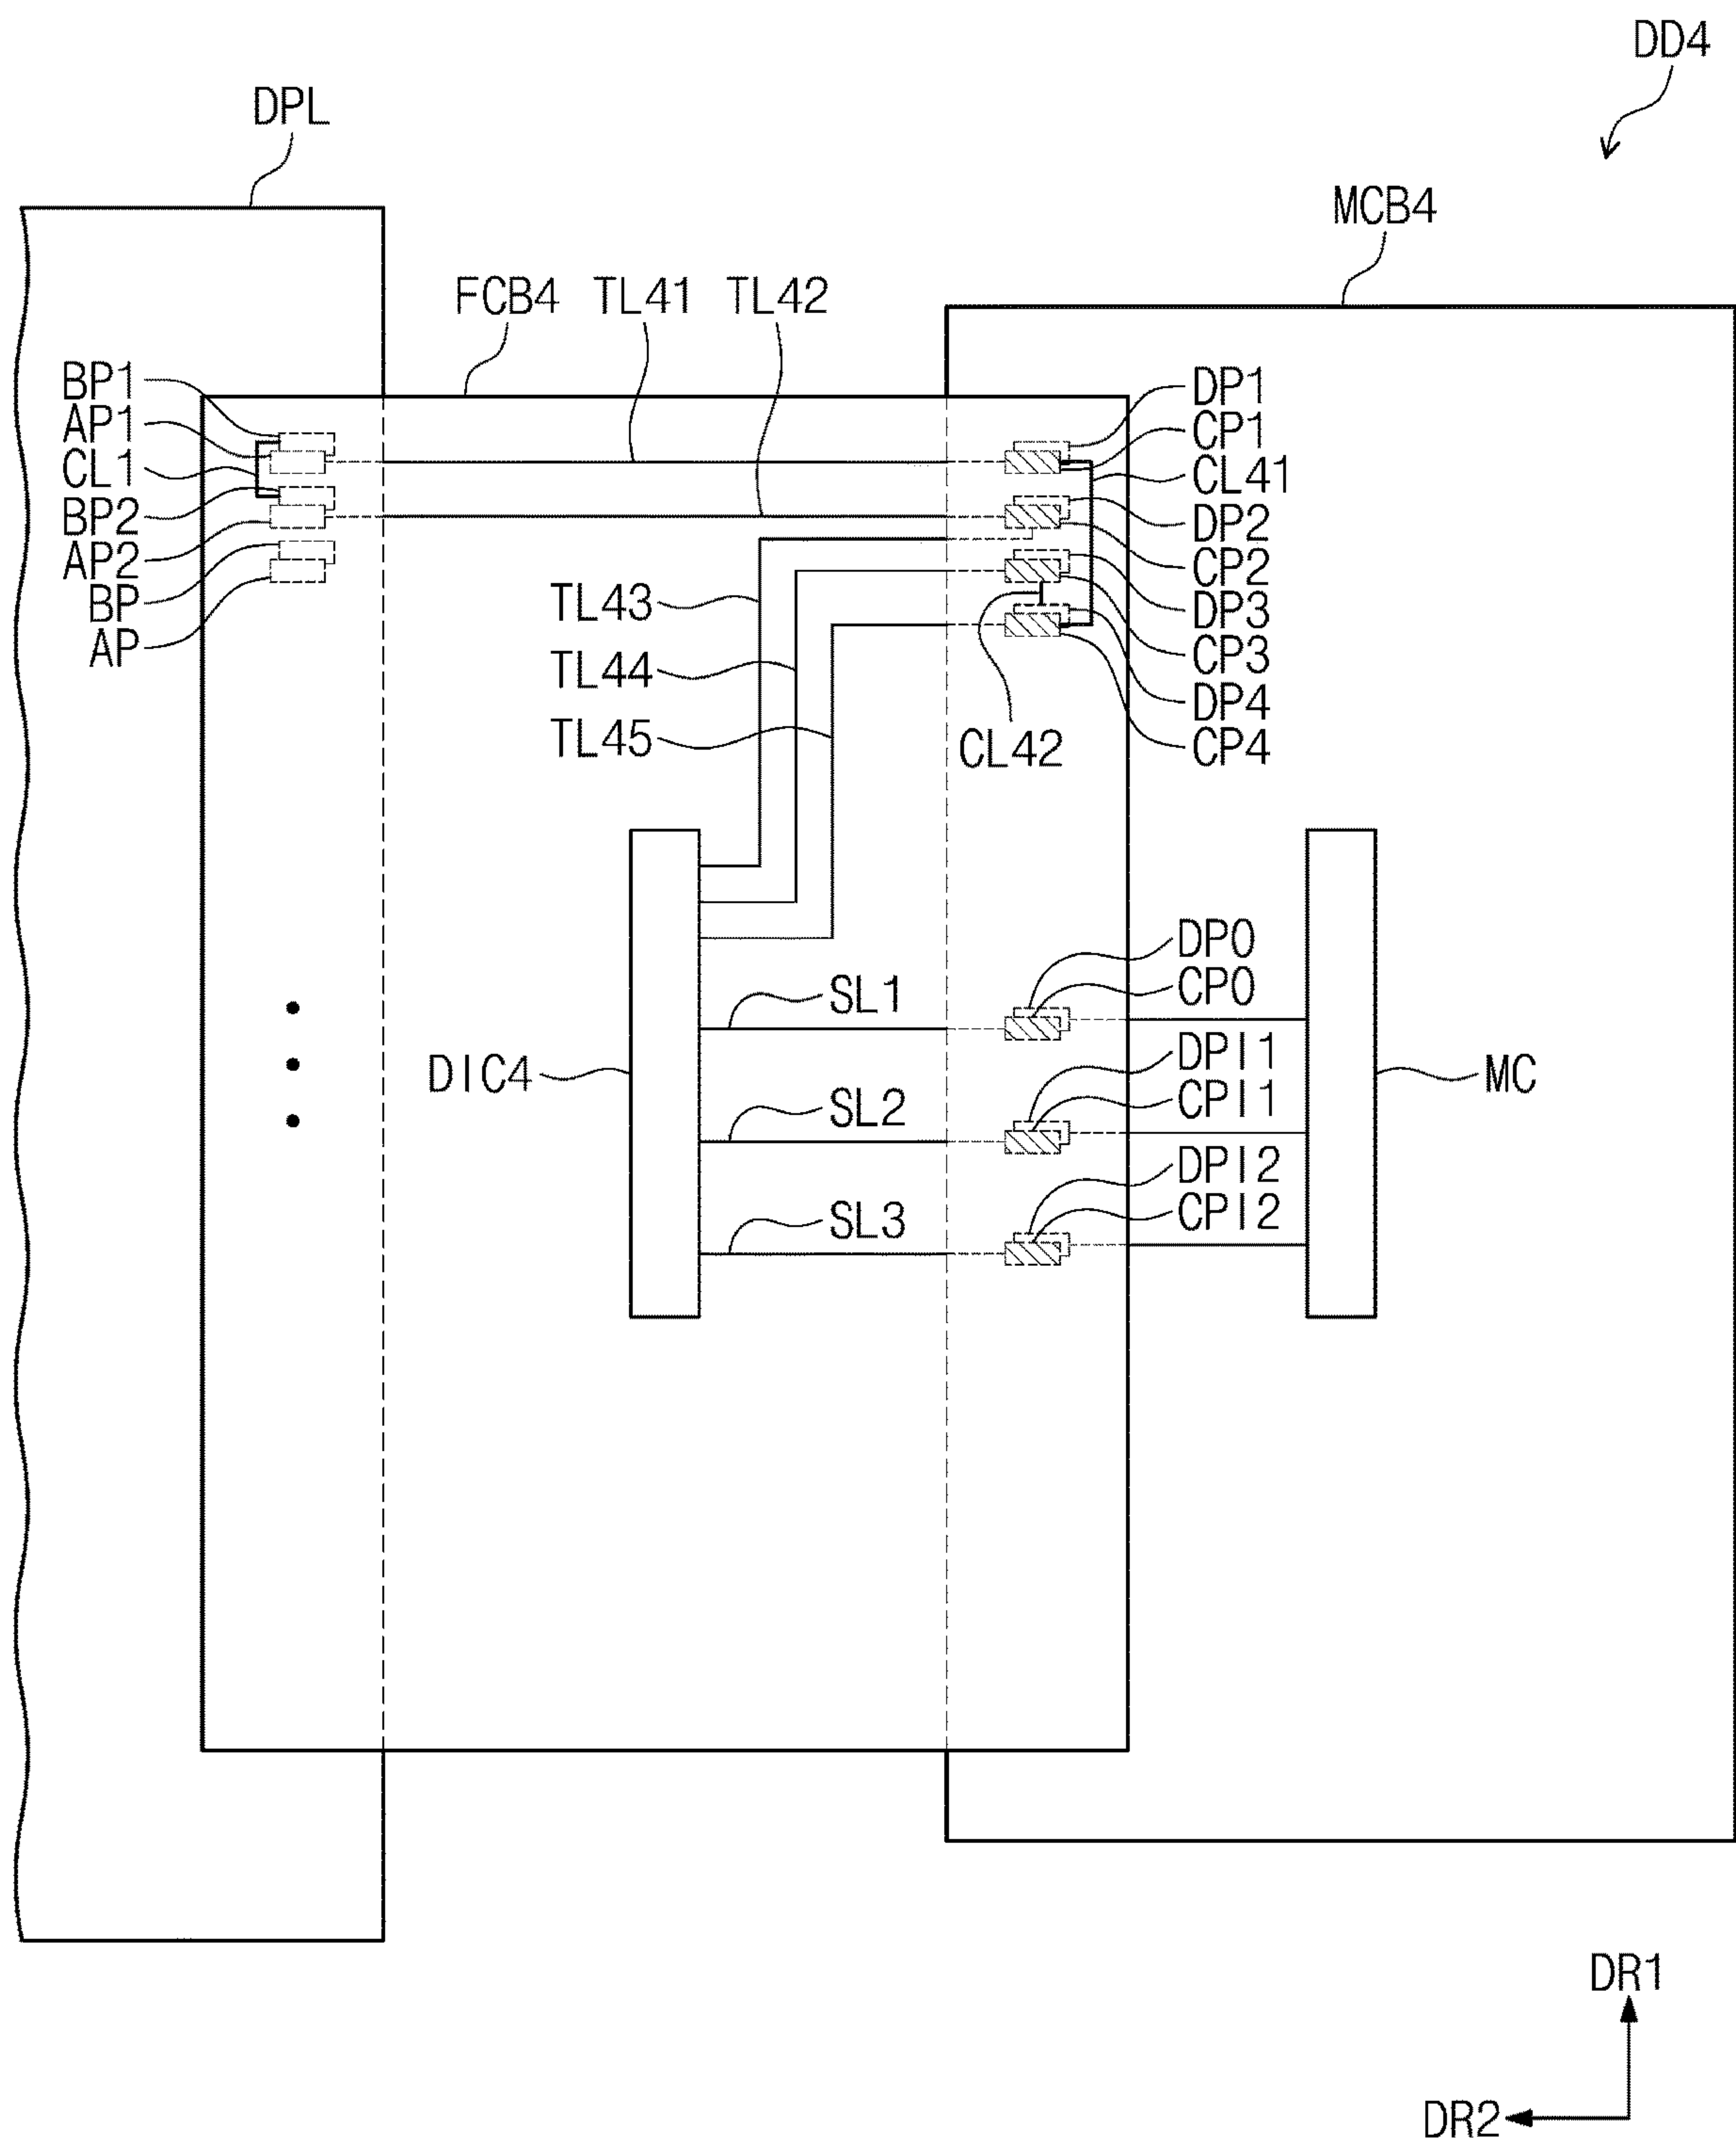 DD4
DPL
MCB4
FCB4 TL41 TL42
BP1
AP1
CL1
BP2
AP2
BP
AP
DP1
CP1
CL41
DP2
CP2
DP3
CP3
DP4
CP4
TL43
TL44
TL45
CL42
DP0
CP0
SL1
DPI1
CPI1
DIC4
MC
SL2
DPI2
CPI2
SL3
DR1
DR2